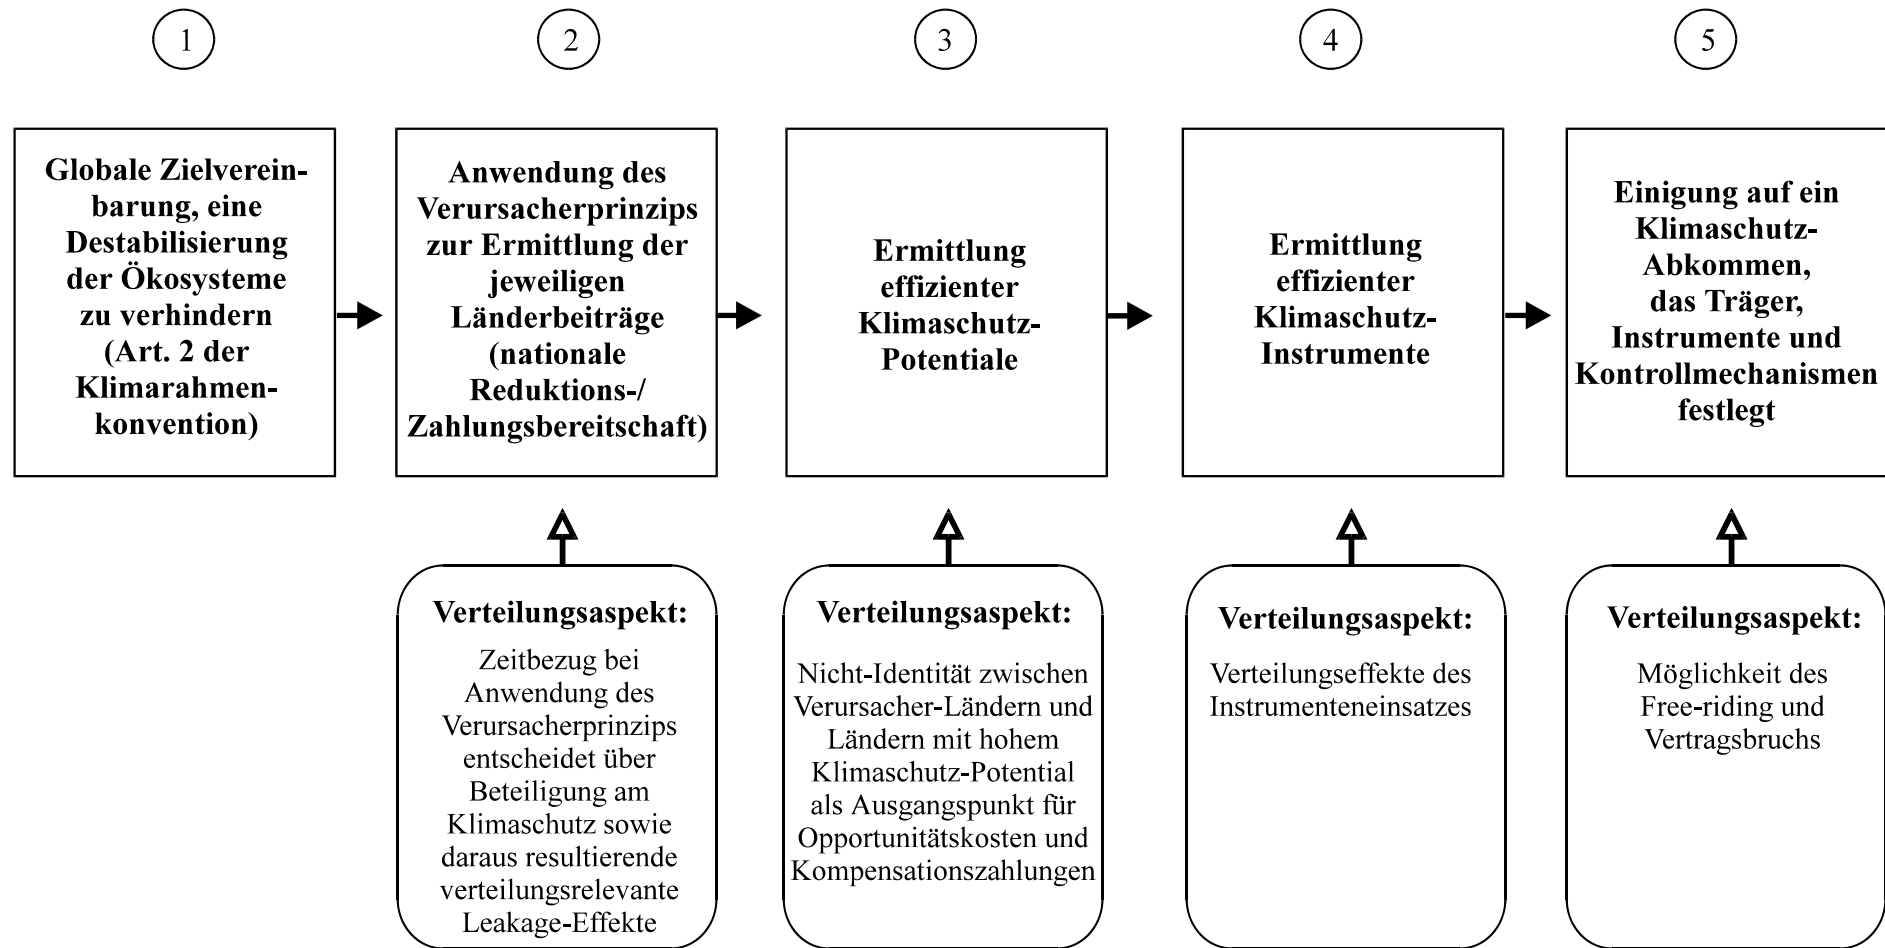 1
2
3
4
5
Globale Zielverein-
barung, eine
Destabilisierung
der Ökosysteme
zu verhindern
(Art. 2 der
Klimarahmen-
konvention)
Anwendung des
Verursacherprinzips
zur Ermittlung der
jeweiligen
Länderbeiträge
(nationale
Reduktions-/
Zahlungsbereitschaft)
Ermittlung
effizienter
Klimaschutz-
Potentiale
Ermittlung
effizienter
Klimaschutz-
Instrumente
Einigung auf ein
Klimaschutz-
Abkommen,
das Träger,
Instrumente und
Kontrollmechanismen
festlegt
Verteilungsaspekt:
Zeitbezug bei
Anwendung des
Verursacherprinzips
entscheidet über
Beteiligung am
Klimaschutz sowie
daraus resultierende
verteilungsrelevante
Leakage-Effekte
Verteilungsaspekt:
Nicht-Identität zwischen
Verursacher-Ländern und
Ländern mit hohem
Klimaschutz-Potential
als Ausgangspunkt für
Opportunitätskosten und
Kompensationszahlungen
Verteilungsaspekt:
Verteilungseffekte des
Instrumenteneinsatzes
Verteilungsaspekt:
Möglichkeit des
Free-riding und
Vertragsbruchs